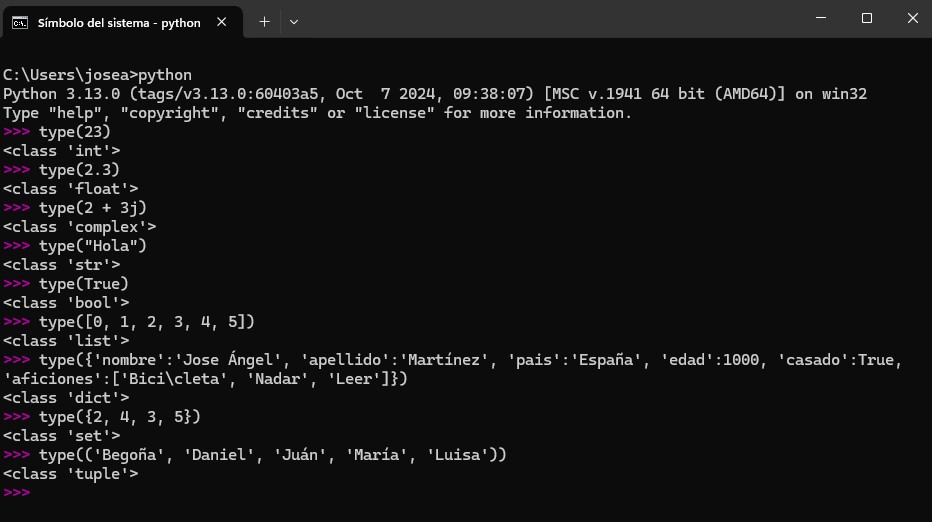 Símbolo del sistema - python
C:\Users\josea>python
Python 3.13.0 (tags/v3.13.0:60403a5, Oct  7 2024, 09:38:07) [MSC v.1941 64 bit (AMD64)] on win32
Type "help", "copyright", "credits" or "license" for more information.
>>> type(23)
<class 'int'>
>>> type(2.3)
<class 'float'>
>>> type(2 + 3j)
<class 'complex'>
>>> type("Hola")
<class 'str'>
>>> type(True)
<class 'bool'>
>>> type([0, 1, 2, 3, 4, 5])
<class 'list'>
>>> type({'nombre':'Jose Ángel', 'apellido':'Martínez', 'pais':'España', 'edad':1000, 'casado':True,
'aficiones':['Bici\cleta', 'Nadar', 'Leer']})
<class 'dict'>
>>> type({2, 4, 3, 5})
<class 'set'>
>>> type(('Begoña', 'Daniel', 'Juán', 'María', 'Luisa'))
<class 'tuple'>
>>>